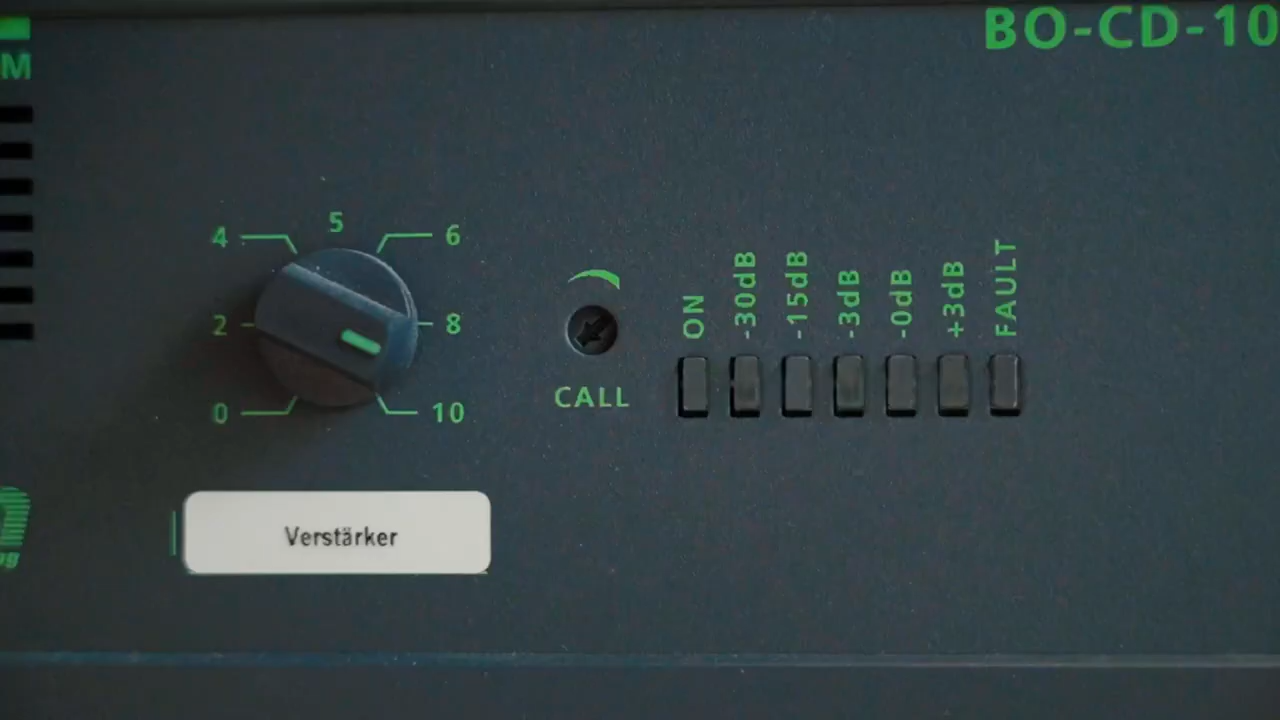 BO-CD-10
M
5
4
6
2
8
0
10
CALL
ON
-30dB
-15dB
-3dB
-0dB
+3dB
FAULT
Verstärker